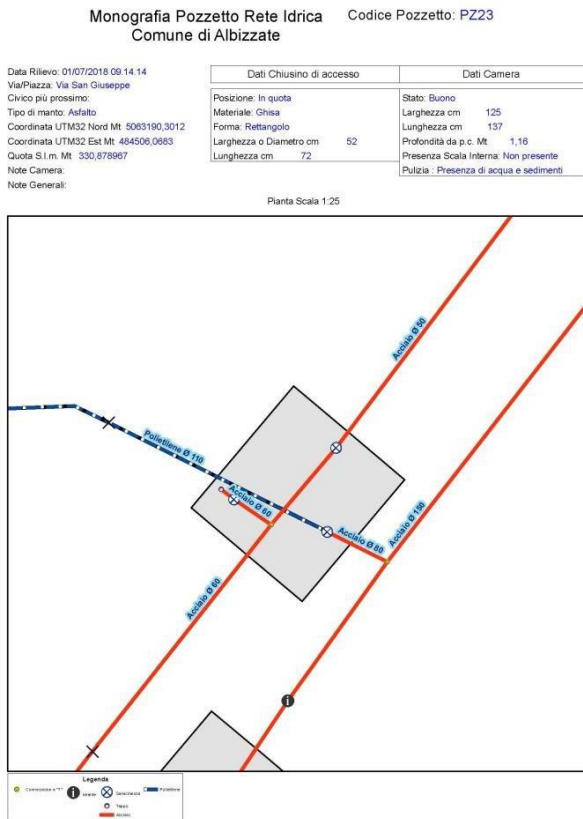 Monografia Pozzetto Rete Idrica
Comune di Albizzate
Codice Pozzetto: PZ23
Data Rilievo: 01/07/2018 09.14.14
Via/Piazza: Via San Giuseppe
Civico più prossimo:
Tipo di manto: Asfalto
Coordinata UTM32 Nord Mt 5063190,3012
Coordinata UTM32 Est Mt 484506,0683
Quota S.l.m. Mt 330,878967
Note Camera:
Note Generali:
Dati Chiusino di accesso
Posizione: In quota
Materiale: Ghisa
Forma: Rettangolo
Larghezza o Diametro cm 52
Lunghezza cm 72
Dati Camera
Stato: Buono
Larghezza cm 125
Lunghezza cm 137
Profondità da p.c. Mt 1,16
Presenza Scala Interna: Non presente
Pulizia : Presenza di acqua e sedimenti
Pianta Scala 1:25
Acciaio Ø 50
Polietilene Ø 110
Acciaio Ø 60
Acciaio Ø 80
Acciaio Ø 150
Acciaio Ø 60
i
Legenda
Connessione a "T"
i
Saracinesca
Polietilene
Tappo
Acciaio